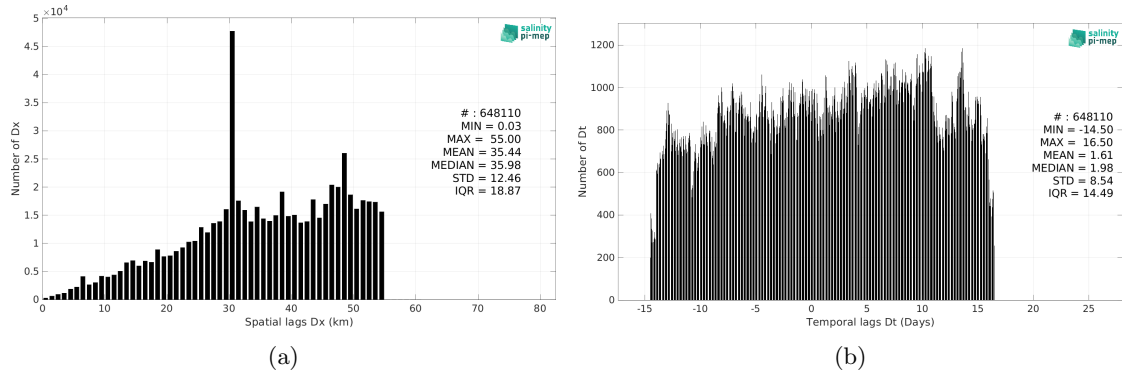 ×10⁴
5
4.5
4
3.5
3
2.5
2
1.5
1
0.5
0
Number of Dx
0 10 20 30 40 50 60 70 80
Spatial lags Dx (km)
salinity
pi-mep
# : 648110
MIN = 0.03
MAX = 55.00
MEAN = 35.44
MEDIAN = 35.98
STD = 12.46
IQR = 18.87
(a)
1200
1000
800
600
400
200
0
Number of Dt
-15 -10 -5 0 5 10 15 20 25
Temporal lags Dt (Days)
salinity
pi-mep
# : 648110
MIN = -14.50
MAX = 16.50
MEAN = 1.61
MEDIAN = 1.98
STD = 8.54
IQR = 14.49
(b)